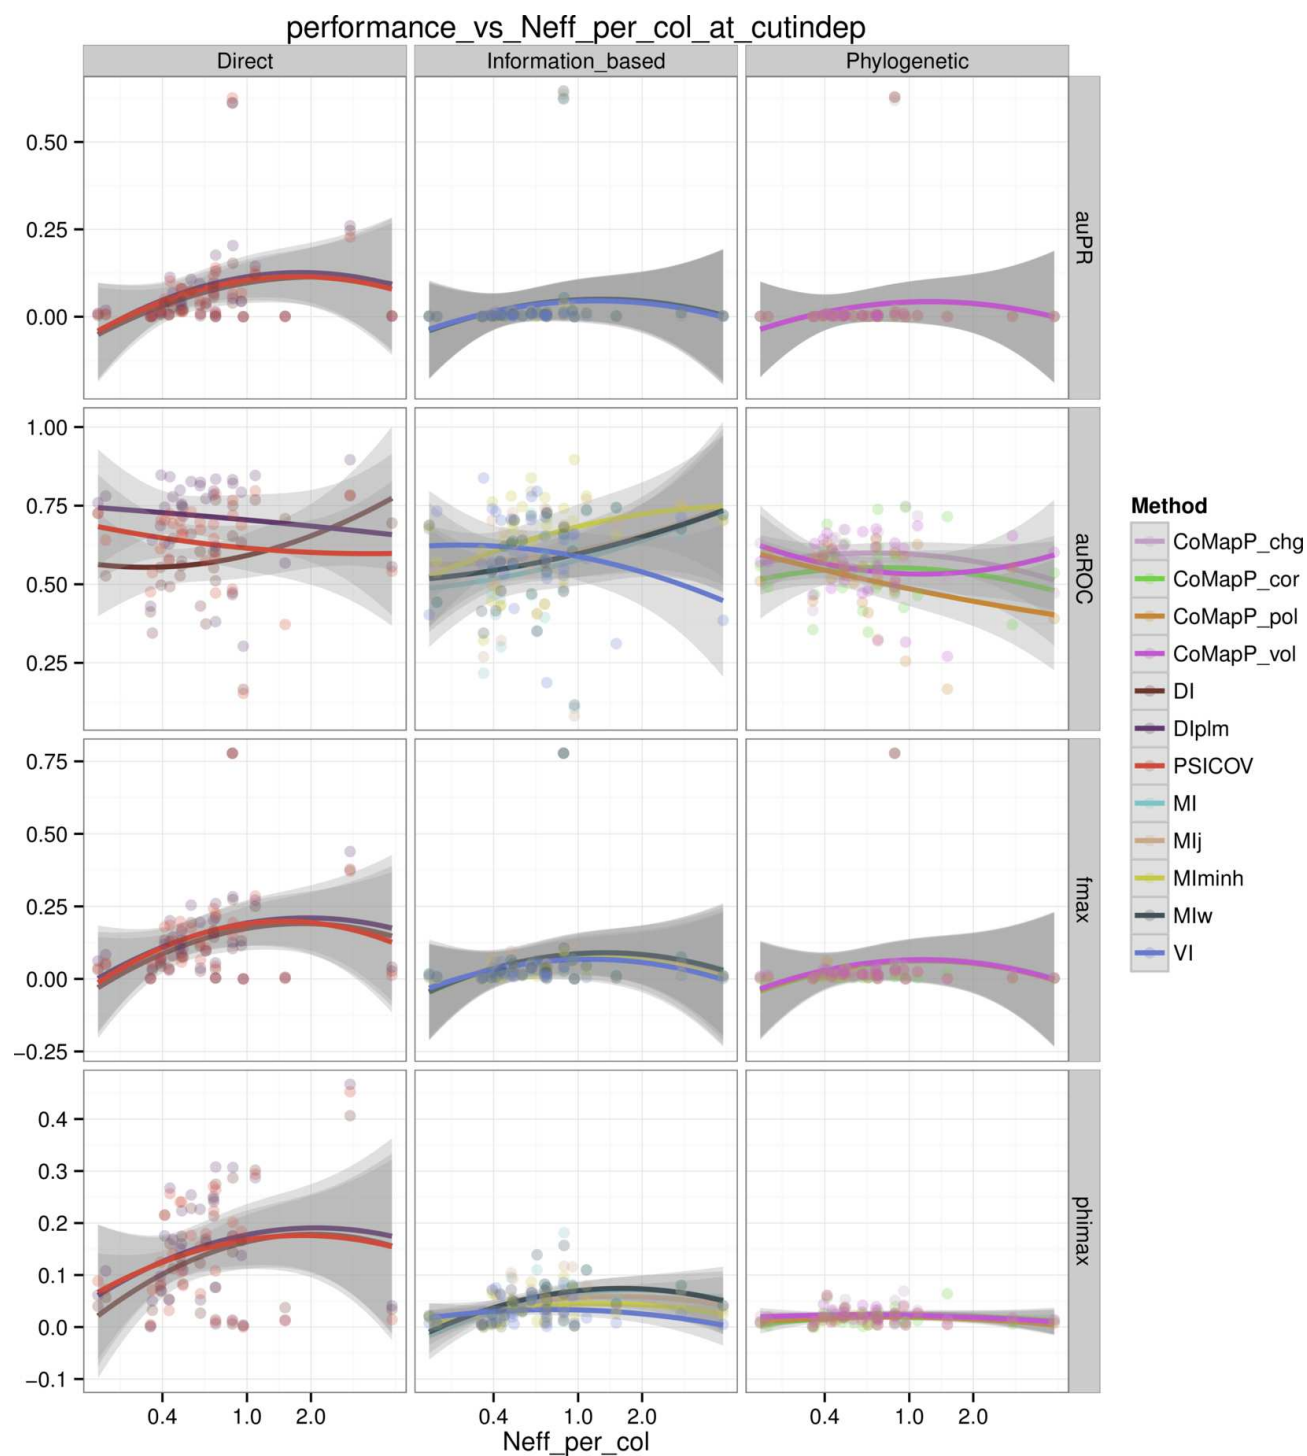 performance_vs_Neff_per_col_at_cutindep
Direct Information_based Phylogenetic
0.50
0.25
0.00
auPR
1.00
0.75
0.50
0.25
auROC
0.75
0.50
0.25
0.00
−0.25
fmax
0.4
0.3
0.2
0.1
0.0
−0.1
phimax
0.4 1.0 2.0 0.4 1.0 2.0 0.4 1.0 2.0
Neff_per_col
Method
CoMapP_chg
CoMapP_cor
CoMapP_pol
CoMapP_vol
DI
DIplm
PSICOV
MI
MIj
MIminh
MIw
VI